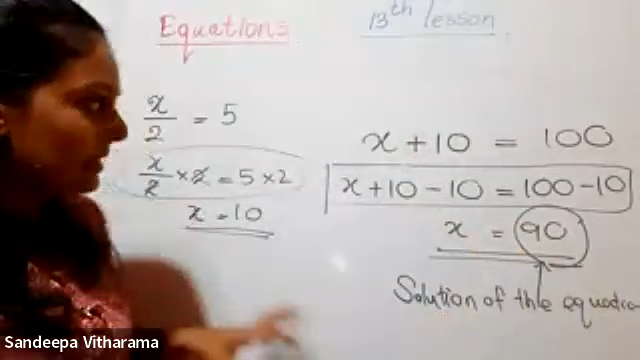 Equations
13th lesson
x/2 = 5
x/2 × 2 = 5 × 2
x = 10
x + 10 = 100
x + 10 - 10 = 100 - 10
x = 90
Solution of the
Sandeepa Vitharama